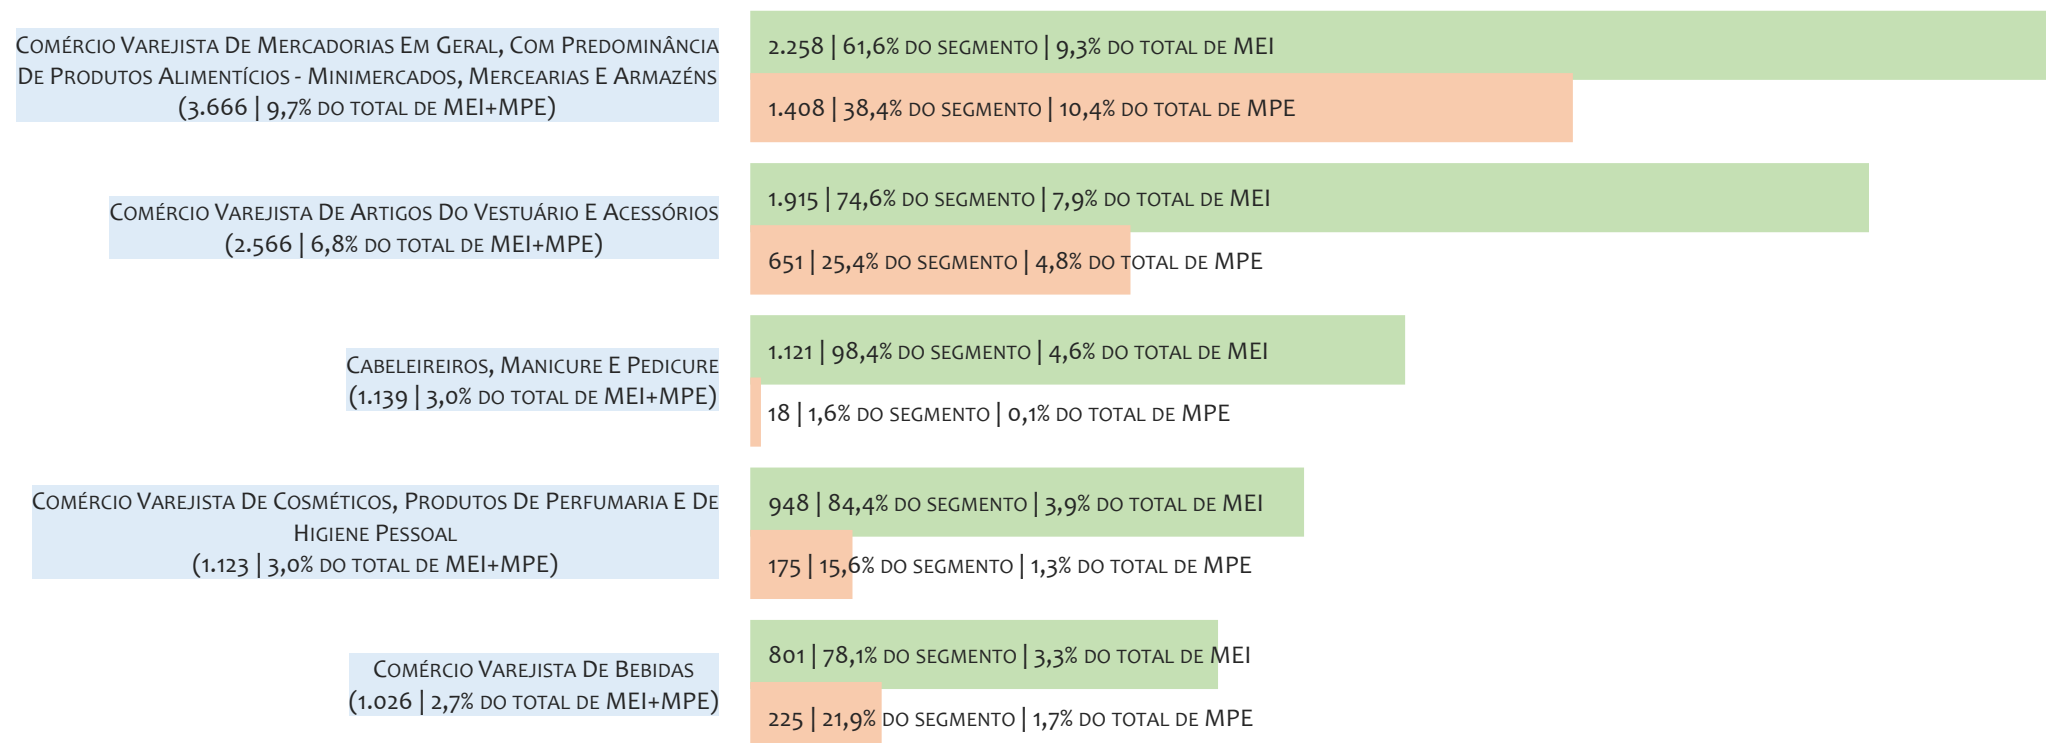 Comércio Varejista De Mercadorias Em Geral, Com Predominância
De Produtos Alimentícios - Minimercados, Mercearias E Armazéns
(3.666 | 9,7% do total de MEI+MPE)
2.258 | 61,6% do segmento | 9,3% do total de MEI
1.408 | 38,4% do segmento | 10,4% do total de MPE
Comércio Varejista De Artigos Do Vestuário E Acessórios
(2.566 | 6,8% do total de MEI+MPE)
1.915 | 74,6% do segmento | 7,9% do total de MEI
651 | 25,4% do segmento | 4,8% do total de MPE
Cabeleireiros, Manicure E Pedicure
(1.139 | 3,0% do total de MEI+MPE)
1.121 | 98,4% do segmento | 4,6% do total de MEI
18 | 1,6% do segmento | 0,1% do total de MPE
Comércio Varejista De Cosméticos, Produtos De Perfumaria E De
Higiene Pessoal
(1.123 | 3,0% do total de MEI+MPE)
948 | 84,4% do segmento | 3,9% do total de MEI
175 | 15,6% do segmento | 1,3% do total de MPE
Comércio Varejista De Bebidas
(1.026 | 2,7% do total de MEI+MPE)
801 | 78,1% do segmento | 3,3% do total de MEI
225 | 21,9% do segmento | 1,7% do total de MPE